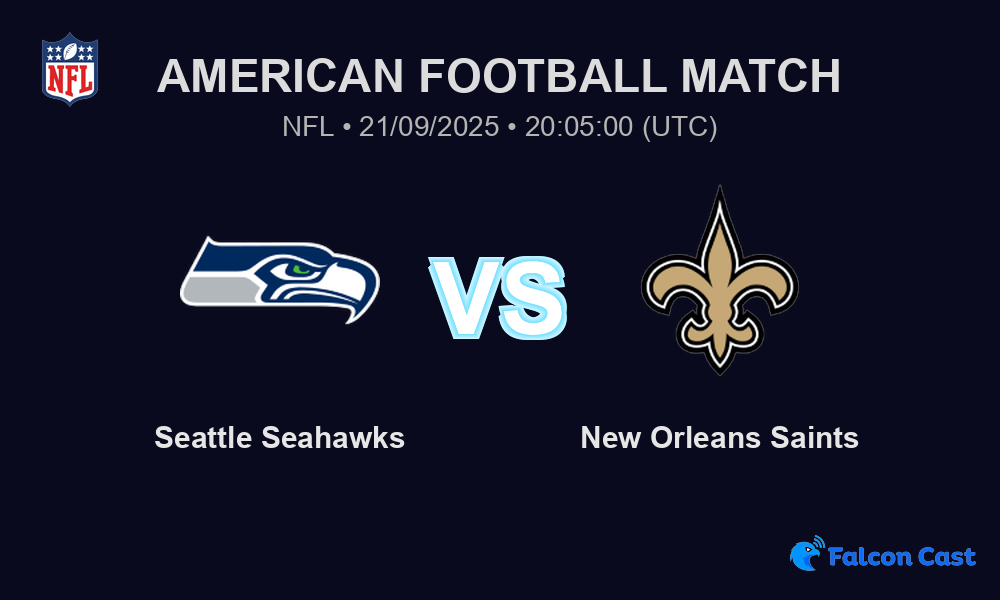 NFL
AMERICAN FOOTBALL MATCH
NFL • 21/09/2025 • 20:05:00 (UTC)
VS
Seattle Seahawks
New Orleans Saints
Falcon Cast